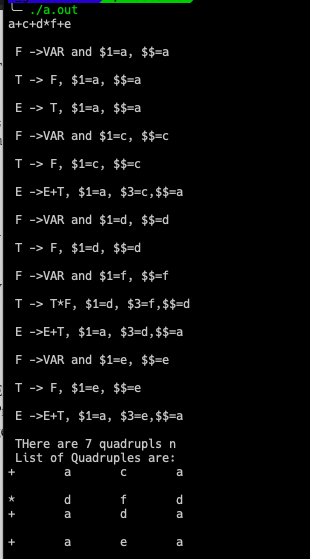 ./a.out
a+c+d*f+e
F ->VAR and $1=a, $$=a
T -> F, $1=a, $$=a
E -> T, $1=a, $$=a
F ->VAR and $1=c, $$=c
T -> F, $1=c, $$=c
E ->E+T, $1=a, $3=c,$$=a
F ->VAR and $1=d, $$=d
T -> F, $1=d, $$=d
F ->VAR and $1=f, $$=f
T -> T*F, $1=d, $3=f,$$=d
E ->E+T, $1=a, $3=d,$$=a
F ->VAR and $1=e, $$=e
T -> F, $1=e, $$=e
E ->E+T, $1=a, $3=e,$$=a
THere are 7 quadrupls n
List of Quadruples are:
+ a c a
* d f d
+ a d a
+ a e a